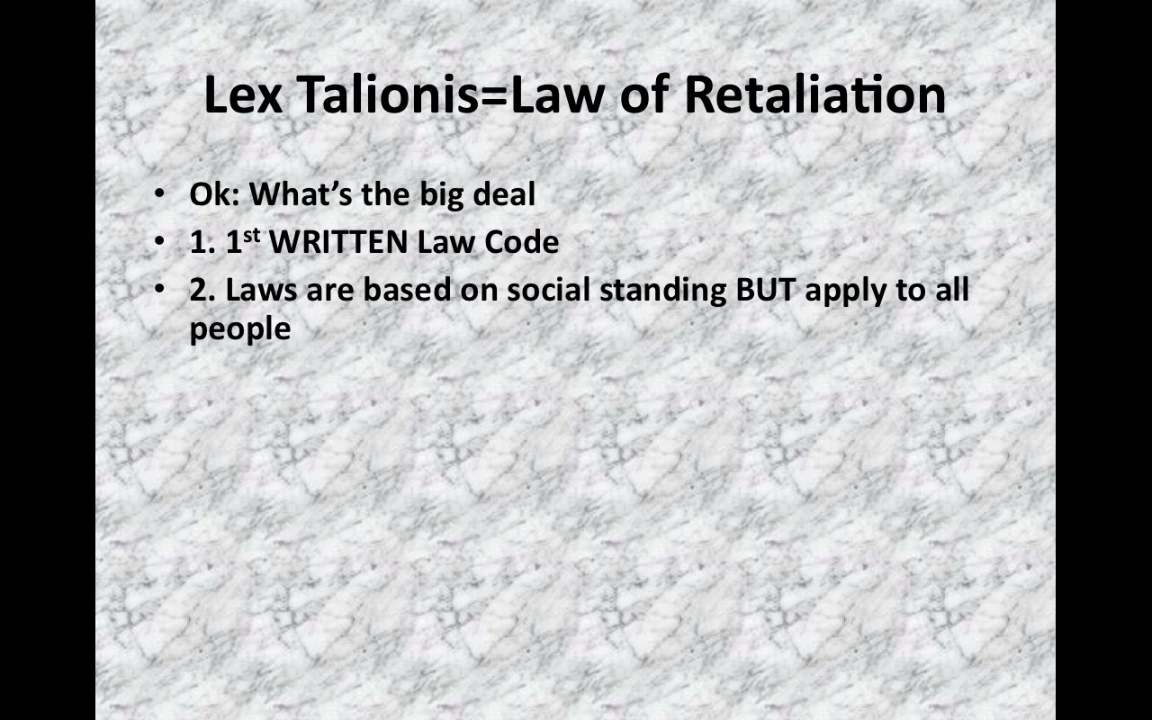 Lex Talionis=Law of Retaliation
• Ok: What’s the big deal
• 1. 1st WRITTEN Law Code
• 2. Laws are based on social standing BUT apply to all
people